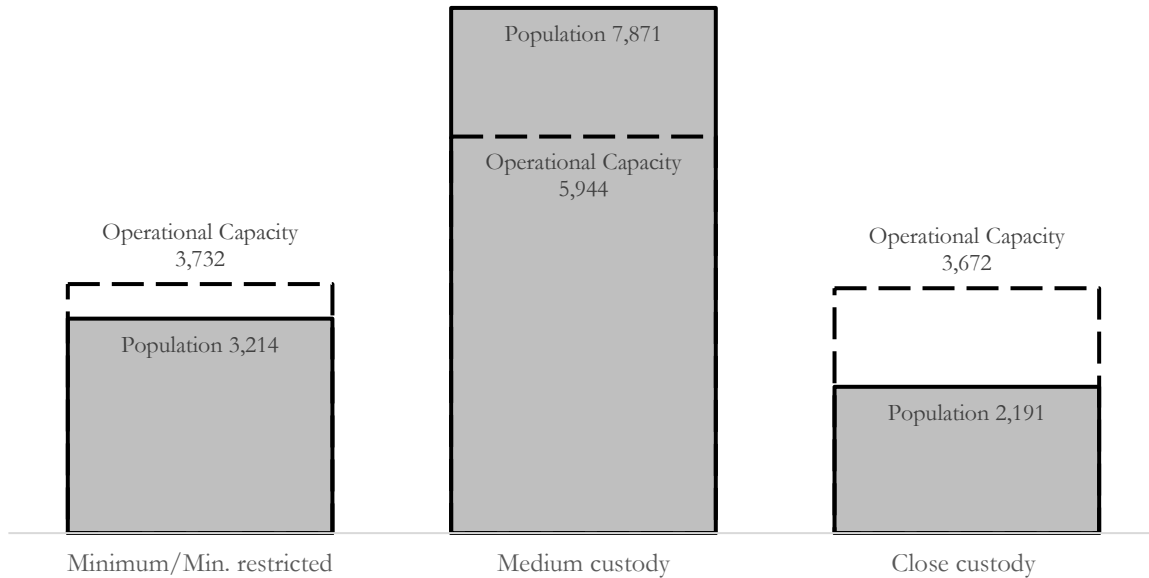 Population 7,871
Operational Capacity
5,944
Operational Capacity
3,732
Operational Capacity
3,672
Population 3,214
Population 2,191
Minimum/Min. restricted
Medium custody
Close custody